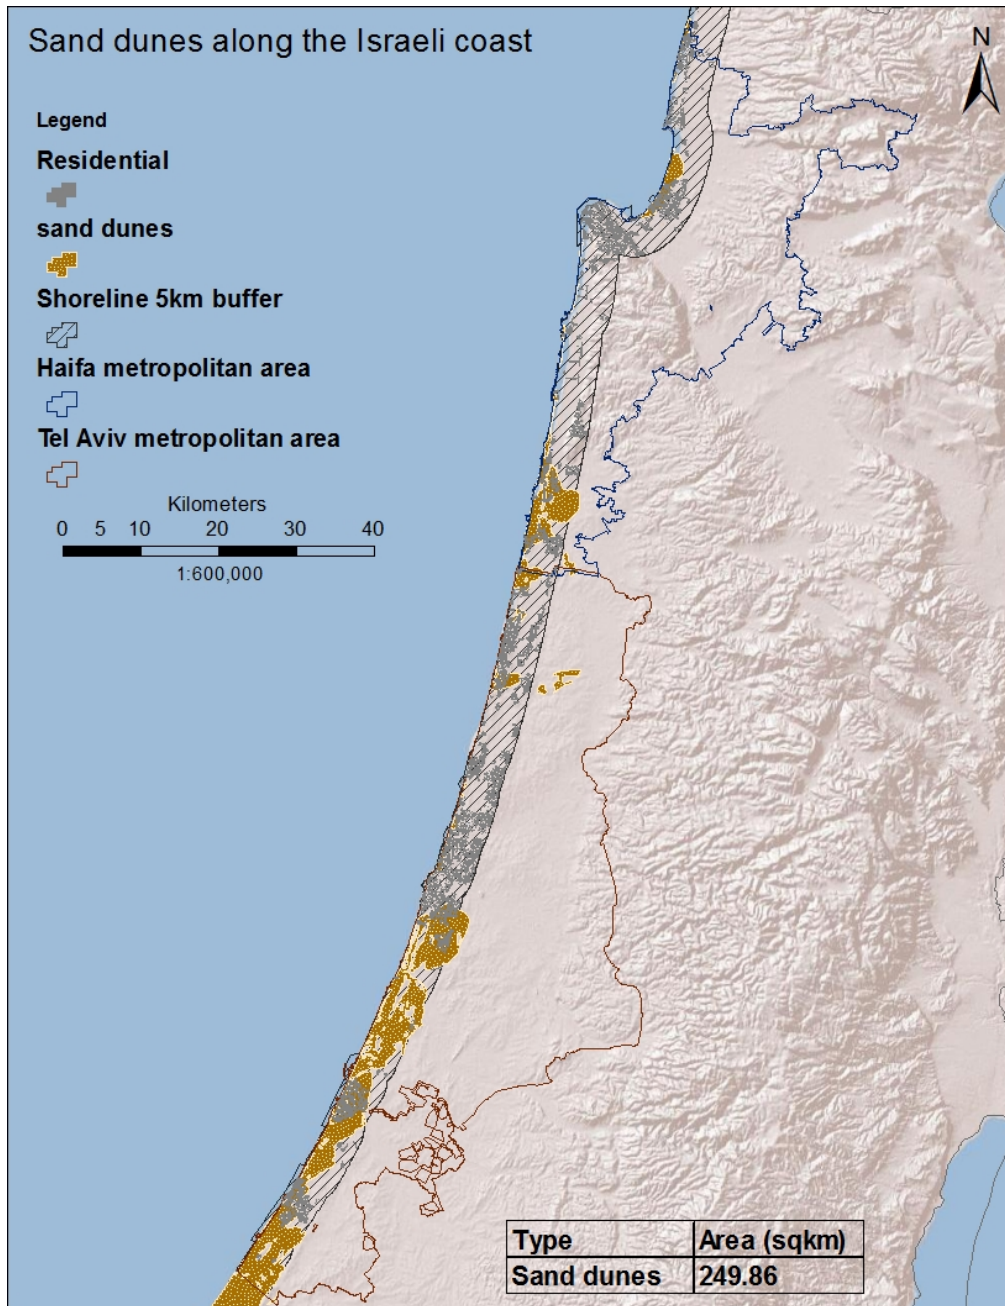 Sand dunes along the Israeli coast
N
Legend
Residential
sand dunes
Shoreline 5km buffer
Haifa metropolitan area
Tel Aviv metropolitan area
Kilometers
0 5 10 20 30 40
1:600,000
Type Area (sqkm)
Sand dunes 249.86